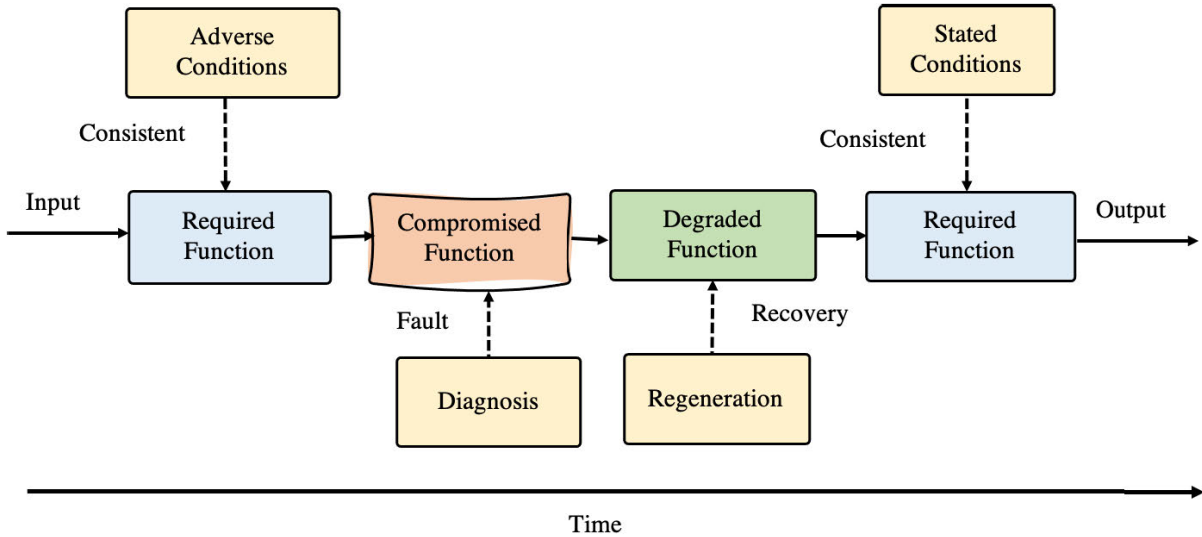 Adverse
Conditions
Stated
Conditions
Consistent
Consistent
Input
Required
Function
Compromised
Function
Degraded
Function
Required
Function
Output
Fault
Recovery
Diagnosis
Regeneration
Time